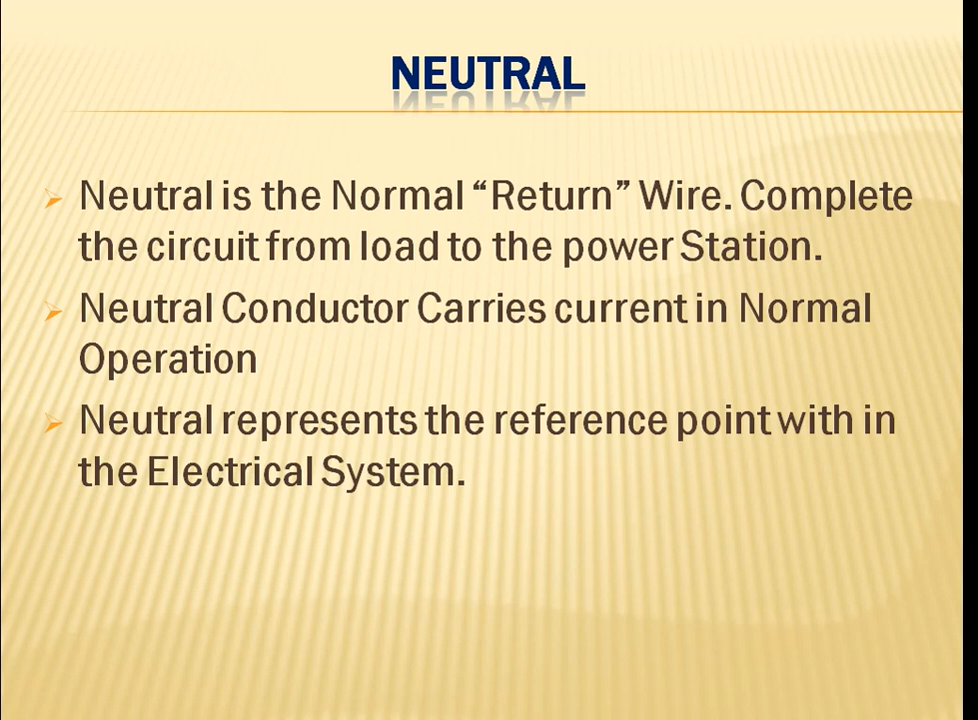 NEUTRAL
Neutral is the Normal “Return” Wire. Complete
the circuit from load to the power Station.
Neutral Conductor Carries current in Normal
Operation
Neutral represents the reference point with in
the Electrical System.